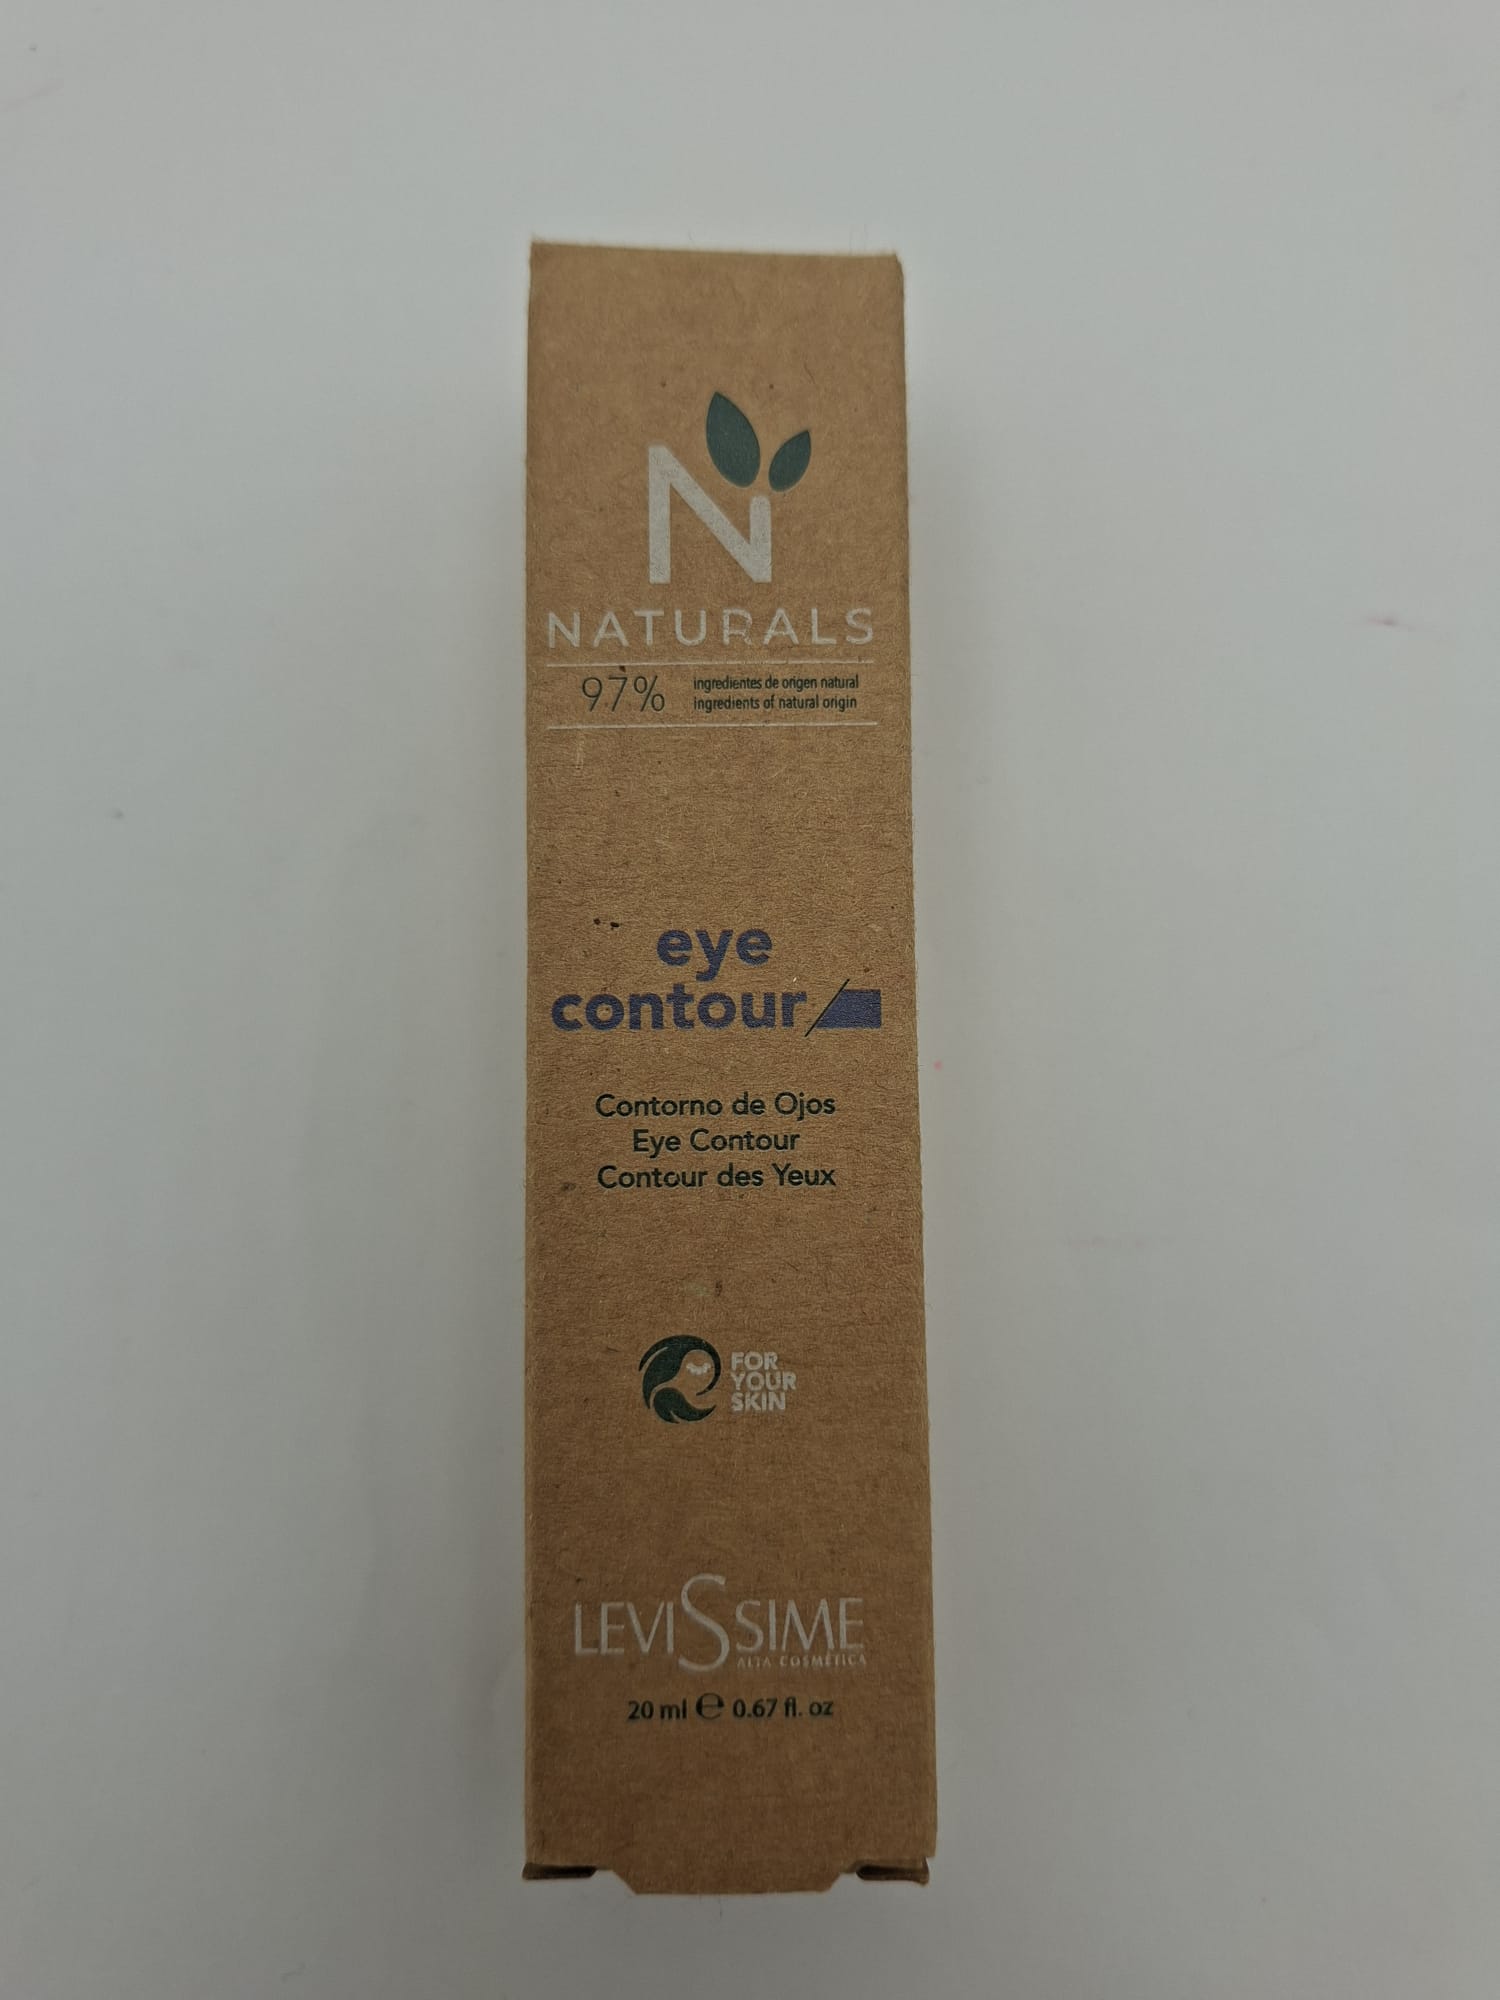 N
NATURALS
97% ingredientes de origen natural
ingredients of natural origin
eye
contour
Contorno de Ojos
Eye Contour
Contour des Yeux
FOR
YOUR
SKIN
LEVISSIME
ALTA COSMÉTICA
20 ml ℮ 0.67 fl. oz